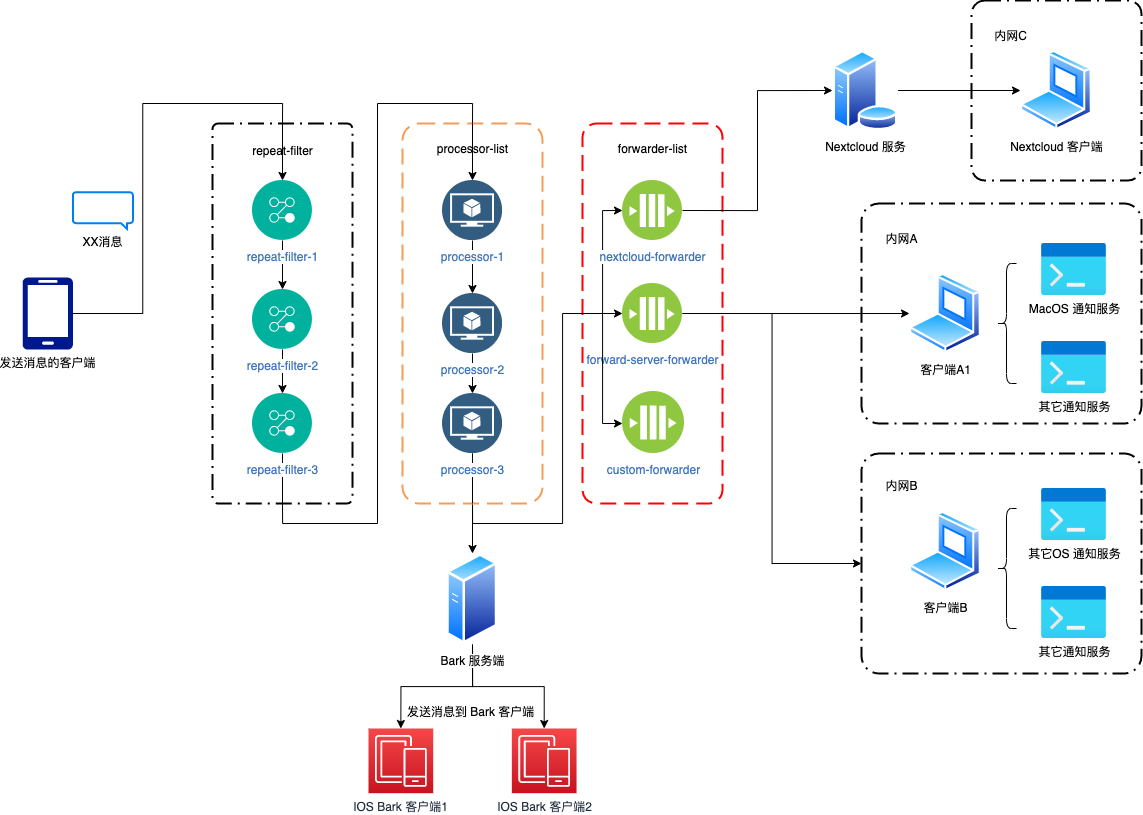 内网C
Nextcloud 服务
Nextcloud 客户端
repeat-filter
processor-list
forwarder-list
XX消息
内网A
repeat-filter-1
processor-1
nextcloud-forwarder
MacOS 通知服务
发送消息的客户端
repeat-filter-2
processor-2
forward-server-forwarder
客户端A1
其它通知服务
repeat-filter-3
processor-3
custom-forwarder
内网B
其它OS 通知服务
客户端B
其它通知服务
Bark 服务端
发送消息到 Bark 客户端
IOS Bark 客户端1
IOS Bark 客户端2